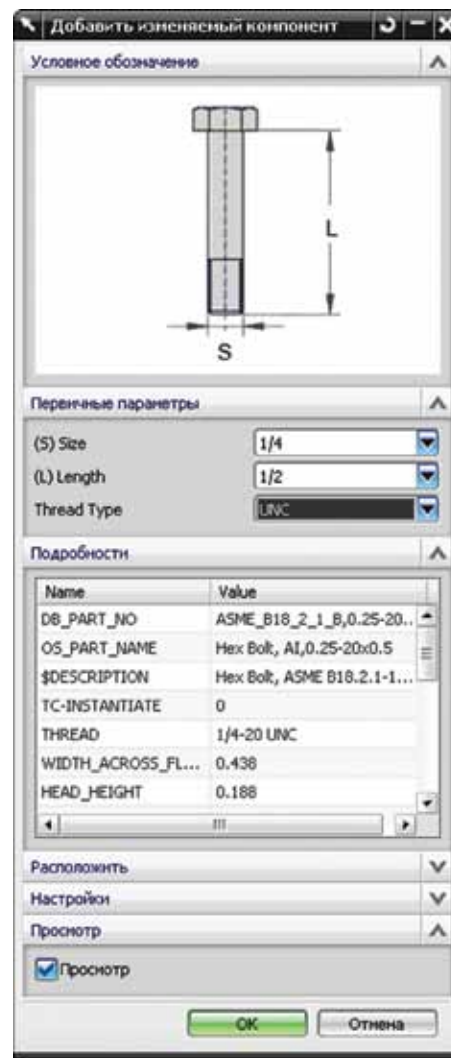 Добавить изменяемый компонент
Условное обозначение
L
S
Первичные параметры
(S) Size 1/4
(L) Length 1/2
Thread Type UNC
Подробности
Name Value
DB_PART_NO ASME_B18_2_1_B,0.25-20..
OS_PART_NAME Hex Bolt, AI,0.25-20x0.5
$DESCRIPTION Hex Bolt, ASME B18.2.1-1...
TC-INSTANTIATE 0
THREAD 1/4-20 UNC
WIDTH_ACROSS_FL... 0.438
HEAD_HEIGHT 0.188
Расположить
Настройки
Просмотр
Просмотр
OK Отмена